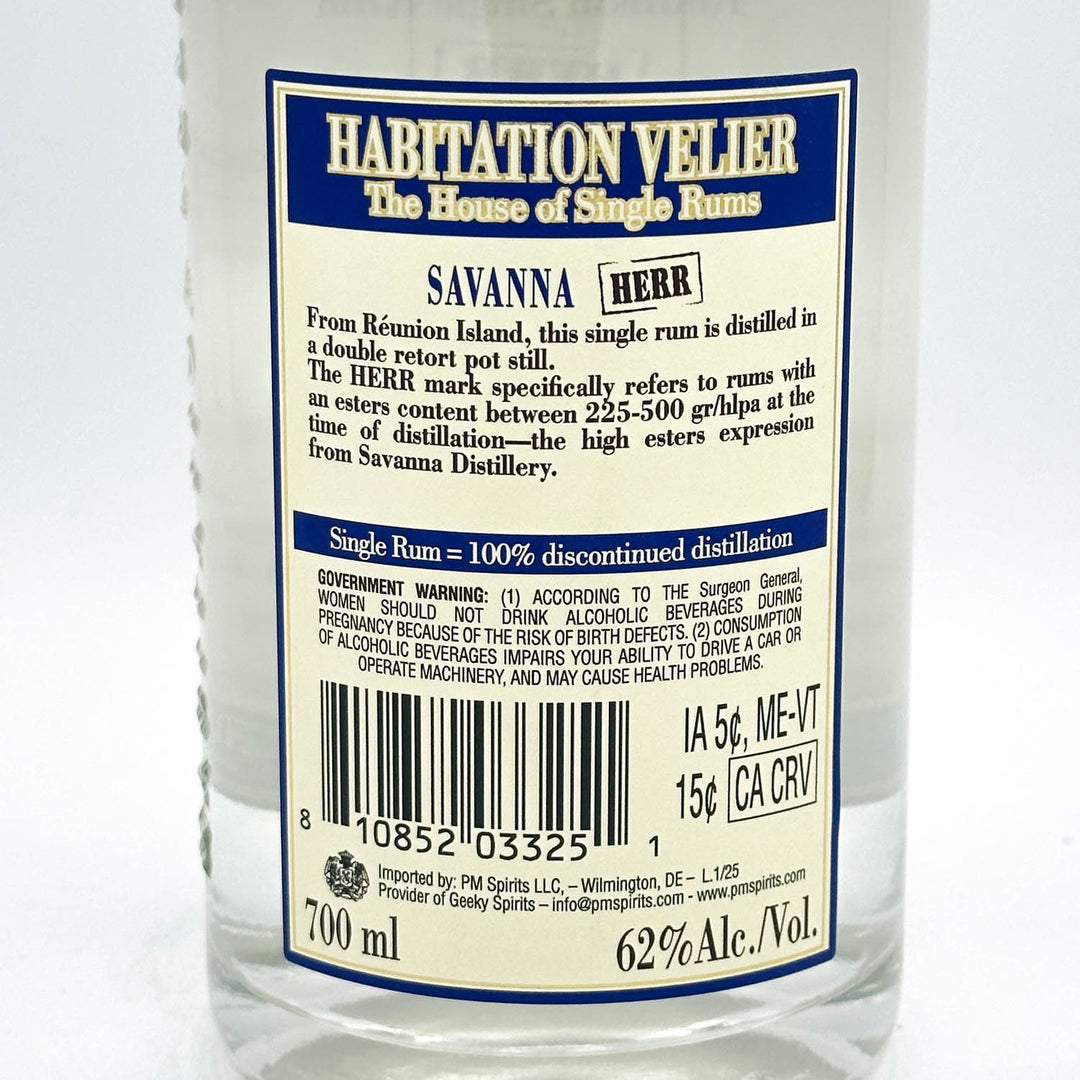 HABITATION VELIER
The House of Single Rums
SAVANNA HERR
From Réunion Island, this single rum is distilled in
a double retort pot still.
The HERR mark specifically refers to rums with
an esters content between 225-500 gr/hlpa at the
time of distillation—the high esters expression
from Savanna Distillery.
Single Rum = 100% discontinued distillation
GOVERNMENT WARNING: (1) ACCORDING TO THE Surgeon General,
WOMEN SHOULD NOT DRINK ALCOHOLIC BEVERAGES DURING
PREGNANCY BECAUSE OF THE RISK OF BIRTH DEFECTS. (2) CONSUMPTION
OF ALCOHOLIC BEVERAGES IMPAIRS YOUR ABILITY TO DRIVE A CAR OR
OPERATE MACHINERY, AND MAY CAUSE HEALTH PROBLEMS.
IA 5¢, ME-VT
15¢ CA CRV
8 10852 03325 1
Imported by: PM Spirits LLC, – Wilmington, DE – L.1/25
Provider of Geeky Spirits – info@pmspirits.com - www.pmspirits.com
700 ml 62%Alc./Vol.